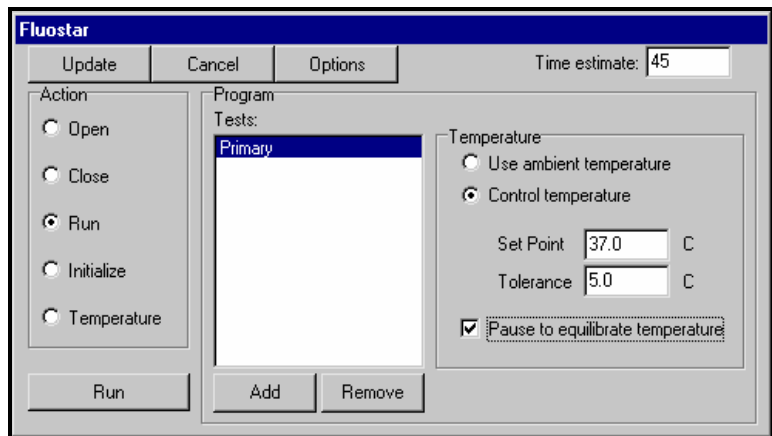 Fluostar
Update Cancel Options Time estimate: 45
Action
Open
Close
Run
Initialize
Temperature
Run
Program
Tests:
Primary
Add Remove
Temperature
Use ambient temperature
Control temperature
Set Point 37.0 C
Tolerance 5.0 C
Pause to equilibrate temperature